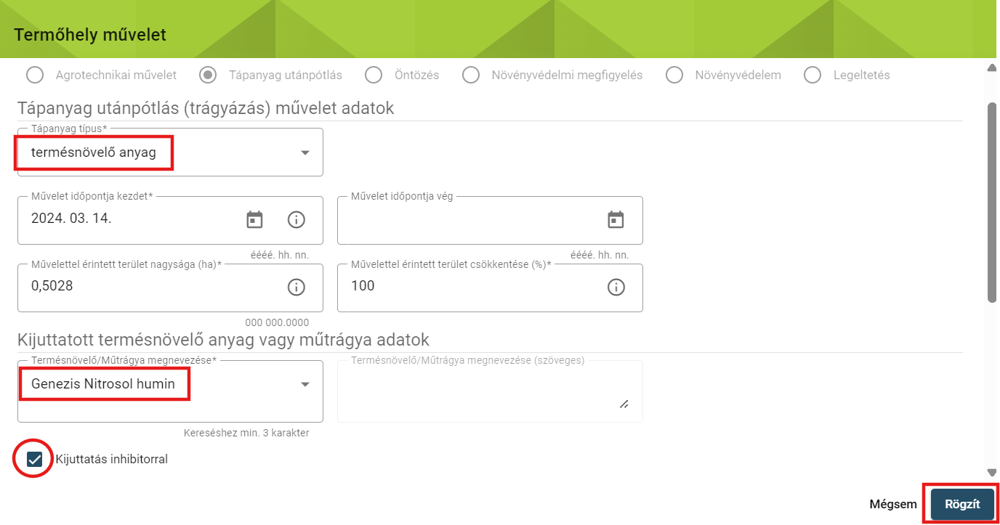 Termőhely művelet
Agrotechnikai művelet Tápanyag utánpótlás Öntözés Növényvédelmi megfigyelés Növényvédelem Legeltetés
Tápanyag utánpótlás (trágyázás) művelet adatok
Tápanyag típus*
termésnövelő anyag
Művelet időpontja kezdet* Művelet időpontja vég
2024. 03. 14.
éééé. hh. nn. éééé. hh. nn.
Művelettel érintett terület nagysága (ha)* Művelettel érintett terület csökkentése (%)*
0,5028 100
000 000.0000
Kijuttatott termésnövelő anyag vagy műtrágya adatok
Termésnövelő/Műtrágya megnevezése* Termésnövelő/Műtrágya megnevezése (szöveges)
Genezis Nitrosol humin
Kereséshez min. 3 karakter
Kijuttatás inhibitorral
Mégsem Rögzít